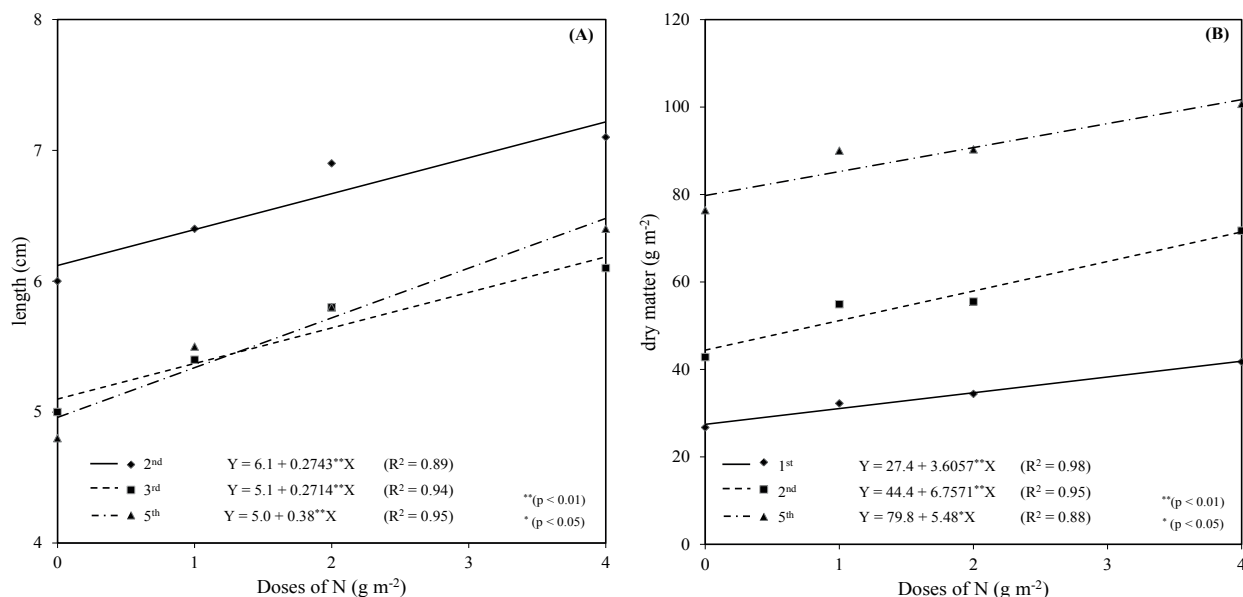 (A)
8
7
6
5
4
length (cm)
2nd Y = 6.1 + 0.2743**X (R2 = 0.89)
3rd Y = 5.1 + 0.2714**X (R2 = 0.94)
5th Y = 5.0 + 0.38**X (R2 = 0.95)
**(p < 0.01)
* (p < 0.05)
0 1 2 3 4
Doses of N (g m-2)
(B)
120
100
80
60
40
20
0
dry matter (g m-2)
1st Y = 27.4 + 3.6057**X (R2 = 0.98)
2nd Y = 44.4 + 6.7571**X (R2 = 0.95)
5th Y = 79.8 + 5.48*X (R2 = 0.88)
**(p < 0.01)
* (p < 0.05)
0 1 2 3 4
Doses of N (g m-2)